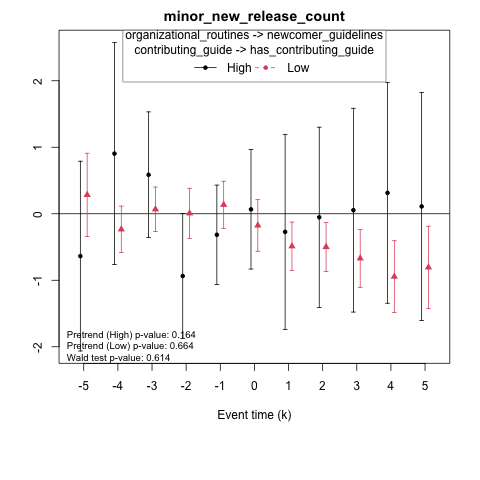 minor_new_release_count
organizational_routines -> newcomer_guidelines
contributing_guide -> has_contributing_guide
High Low
2
1
0
-1
-2
Pretrend (High) p-value: 0.164
Pretrend (Low) p-value: 0.664
Wald test p-value: 0.614
-5 -4 -3 -2 -1 0 1 2 3 4 5
Event time (k)